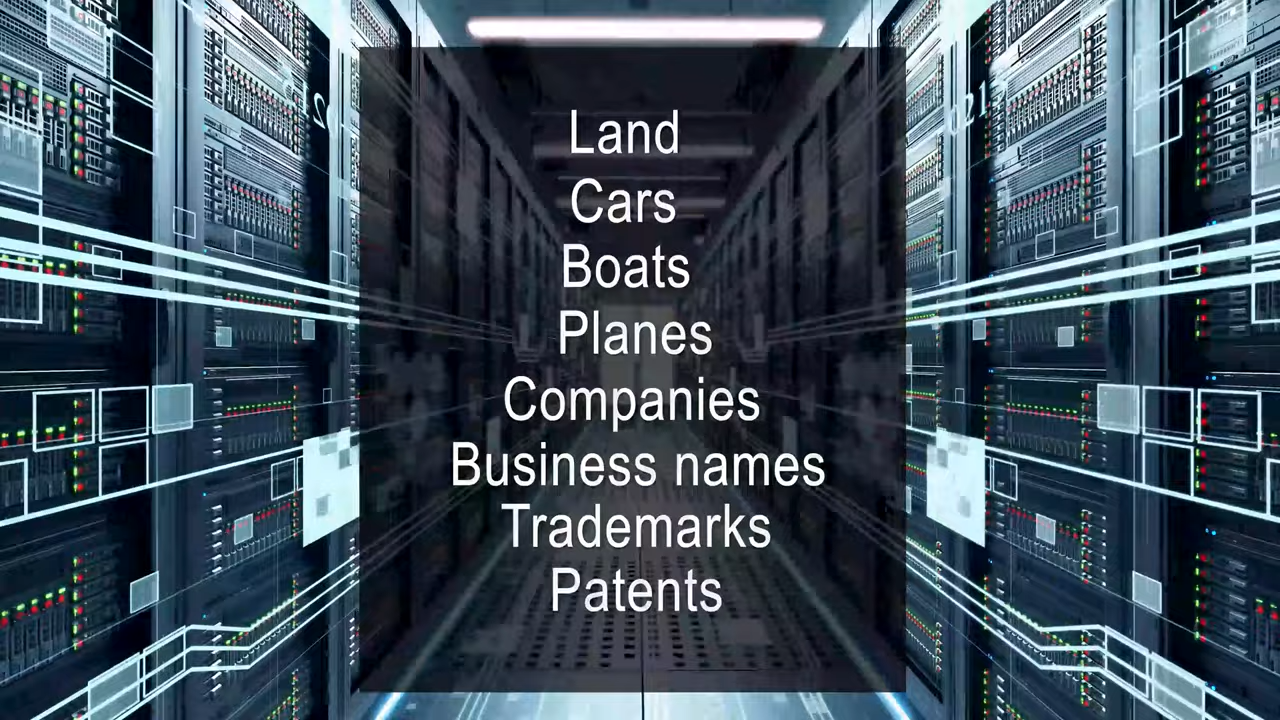 Land
Cars
Boats
Planes
Companies
Business names
Trademarks
Patents